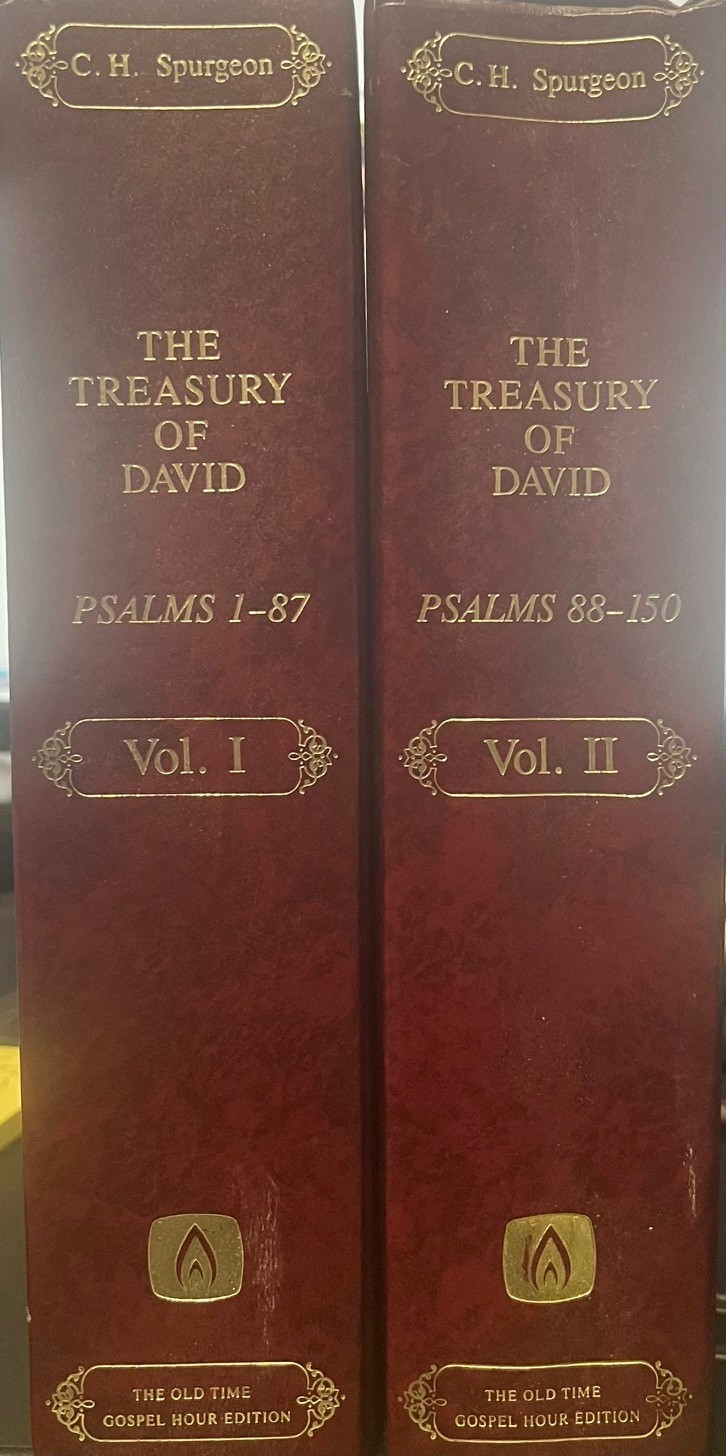 C. H. Spurgeon
THE
TREASURY
OF
DAVID
PSALMS 1–87
Vol. I
THE OLD TIME
GOSPEL HOUR EDITION
C. H. Spurgeon
THE
TREASURY
OF
DAVID
PSALMS 88–150
Vol. II
THE OLD TIME
GOSPEL HOUR EDITION